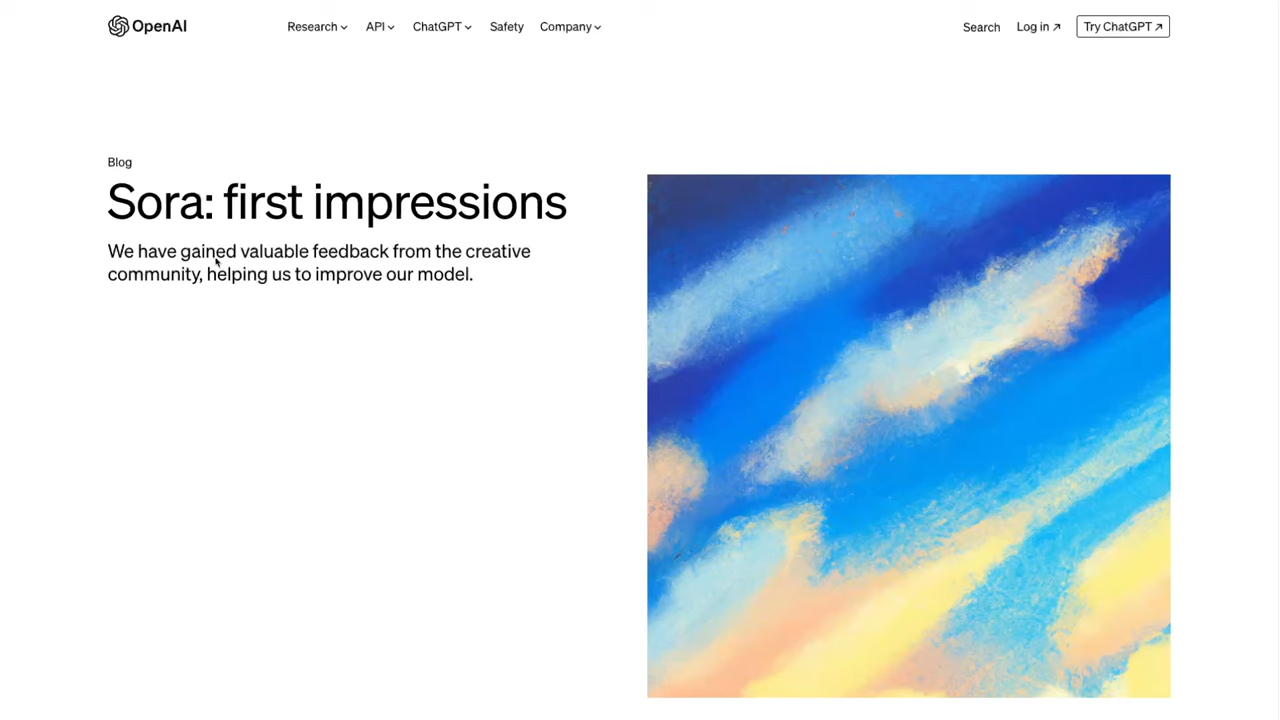 OpenAI
Research API ChatGPT Safety Company Search Log in ↗ Try ChatGPT ↗
Blog
Sora: first impressions
We have gained valuable feedback from the creative
community, helping us to improve our model.